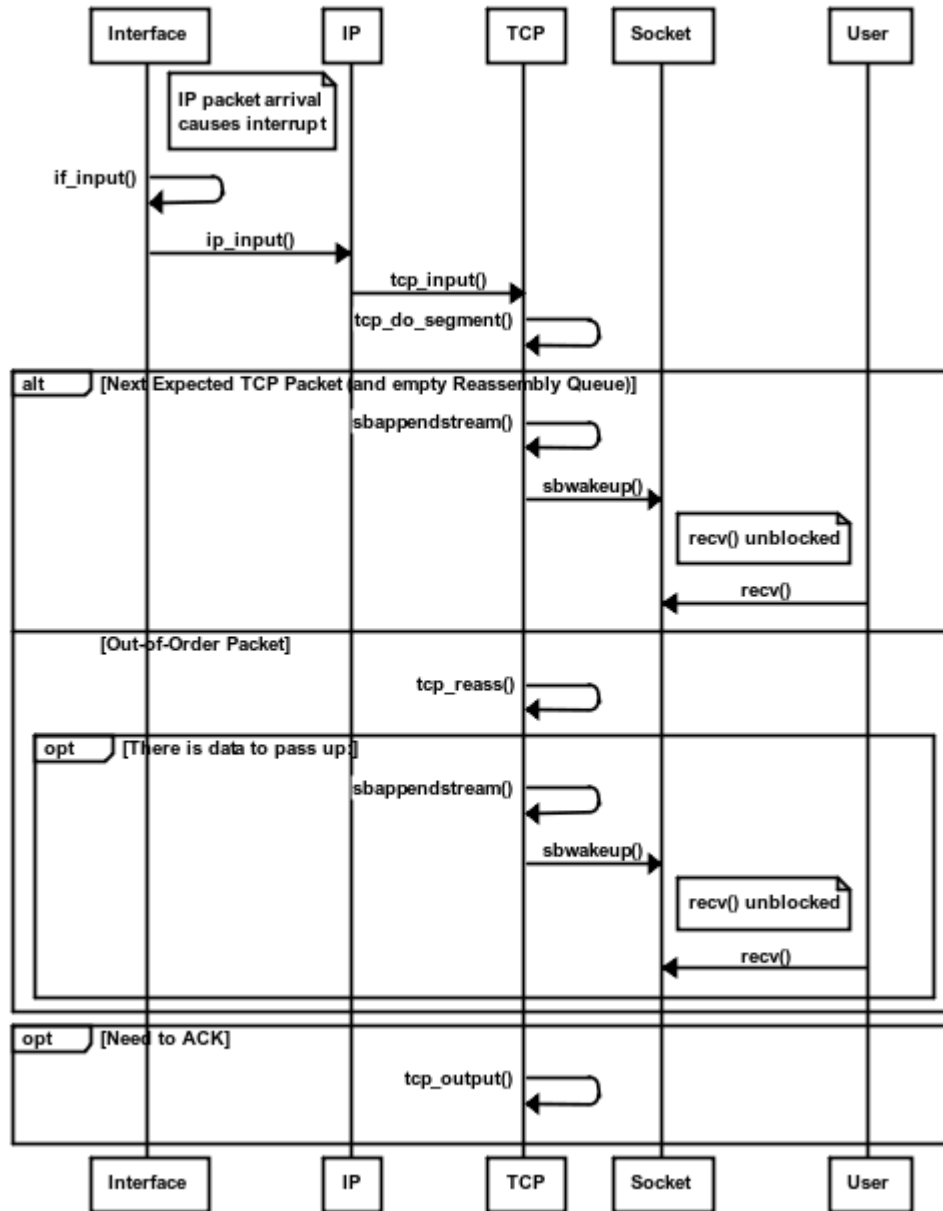 Interface IP TCP Socket User
IP packet arrival
causes interrupt
if_input()
ip_input()
tcp_input()
tcp_do_segment()
alt [Next Expected TCP Packet (and empty Reassembly Queue)]
sbappendstream()
sbwakeup()
recv() unblocked
recv()
[Out-of-Order Packet]
tcp_reass()
opt [There is data to pass up:]
sbappendstream()
sbwakeup()
recv() unblocked
recv()
opt [Need to ACK]
tcp_output()
Interface IP TCP Socket User